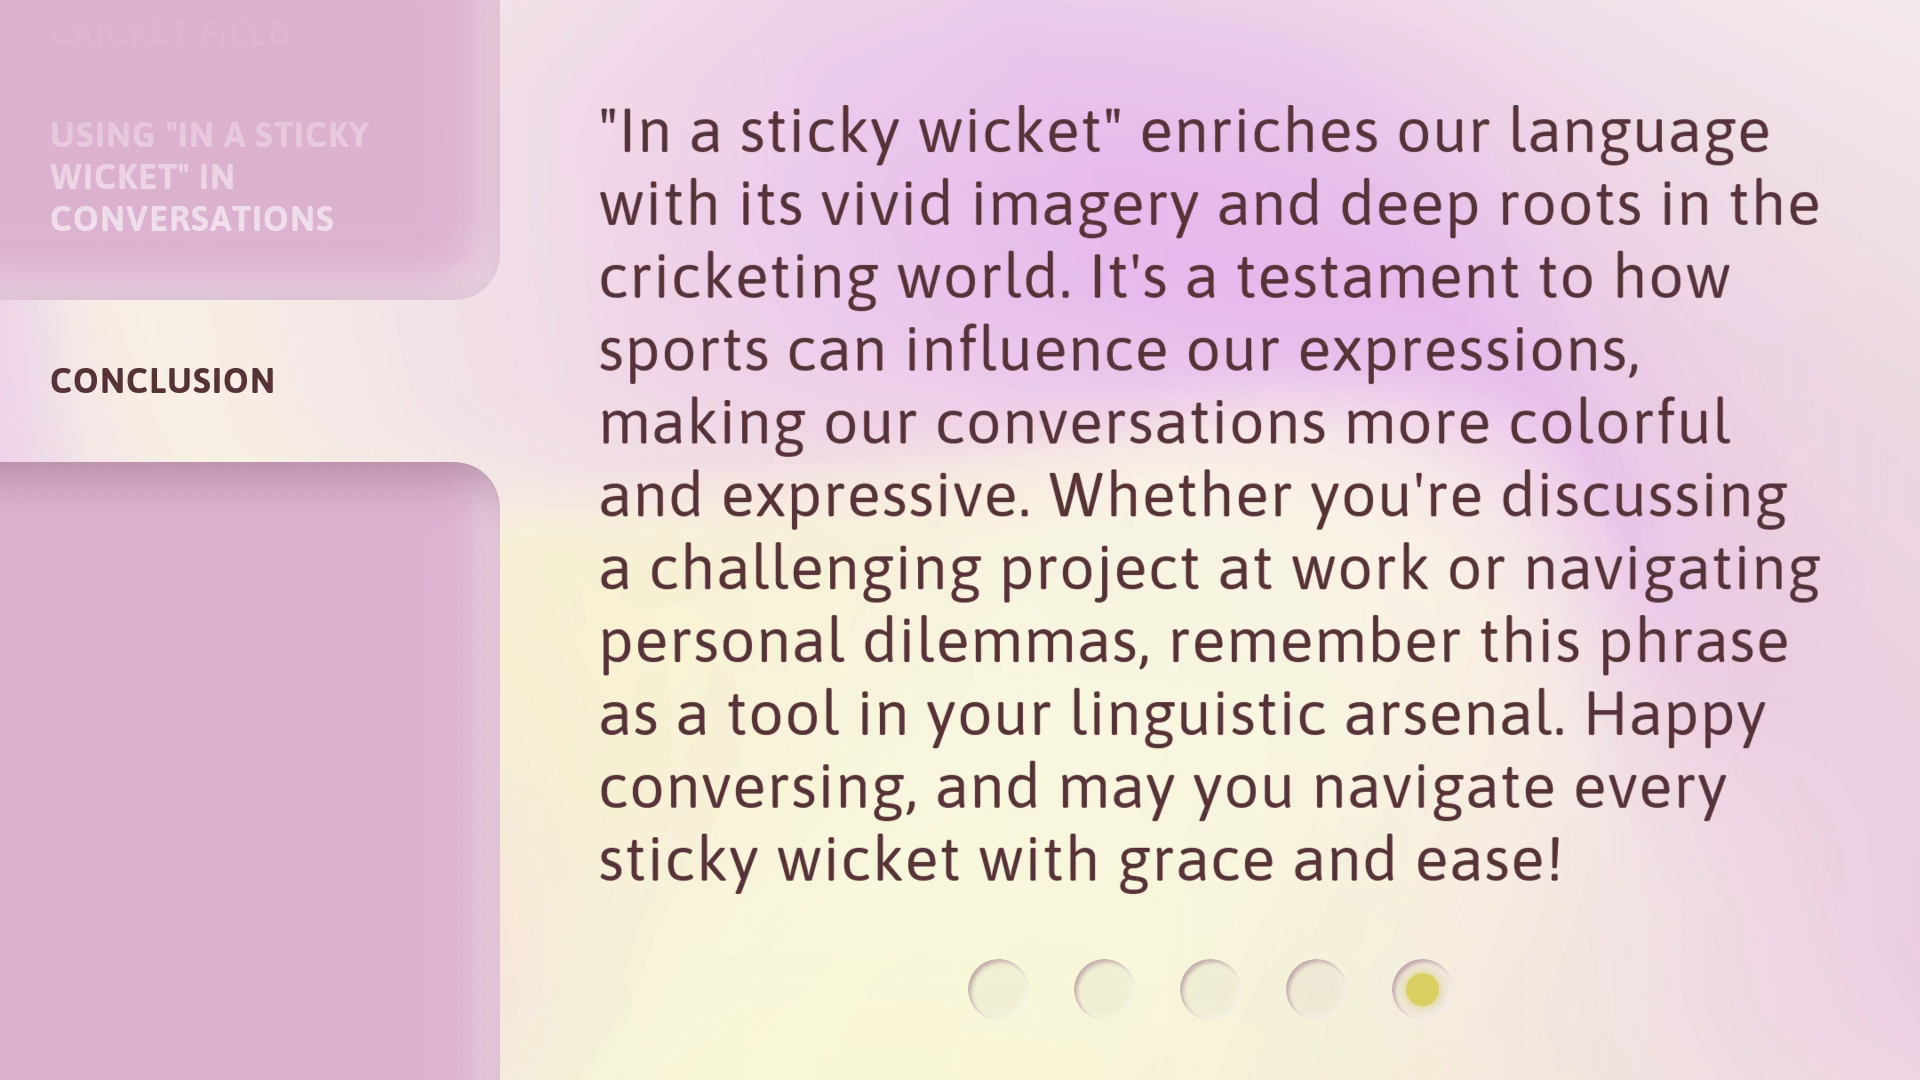 CRICKET FIELD
USING "IN A STICKY
WICKET" IN
CONVERSATIONS
CONCLUSION
"In a sticky wicket" enriches our language
with its vivid imagery and deep roots in the
cricketing world. It's a testament to how
sports can influence our expressions,
making our conversations more colorful
and expressive. Whether you're discussing
a challenging project at work or navigating
personal dilemmas, remember this phrase
as a tool in your linguistic arsenal. Happy
conversing, and may you navigate every
sticky wicket with grace and ease!